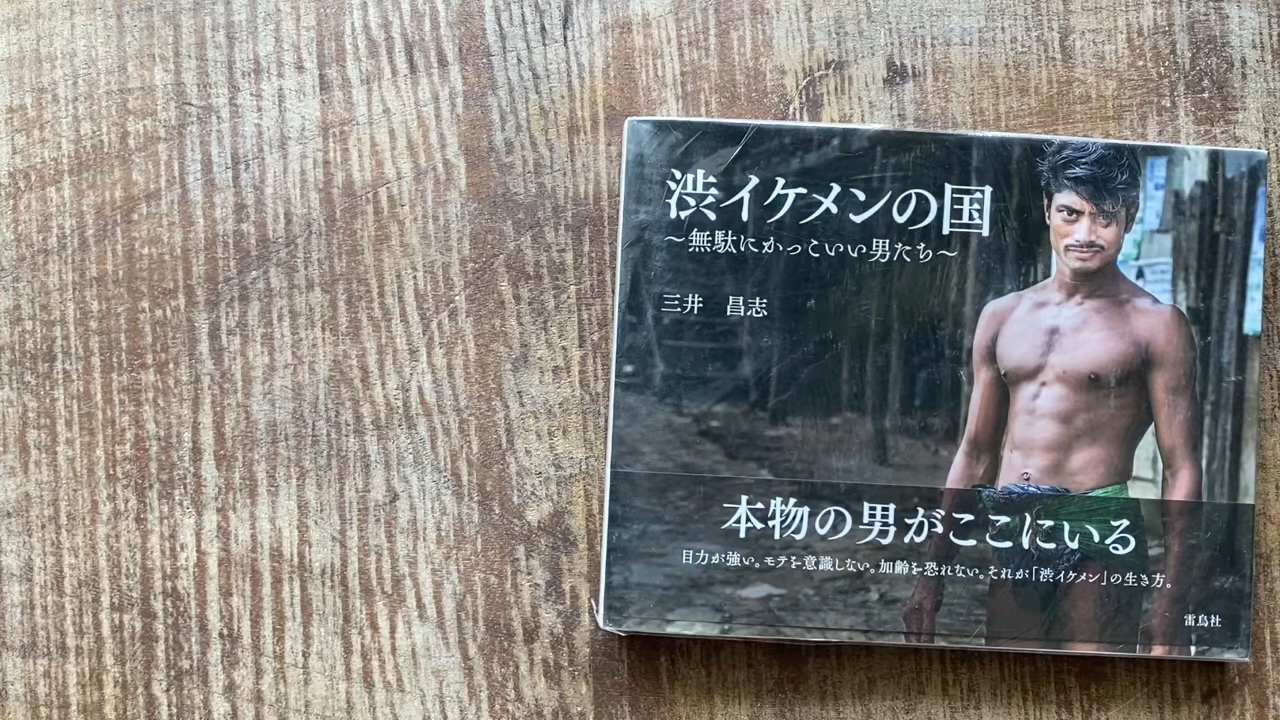 渋イケメンの国
〜無駄にかっこいい男たち〜
三井　昌志
本物の男がここにいる
目力が強い。モテを意識しない。加齢を恐れない。それが「渋イケメン」の生き方。
雷鳥社